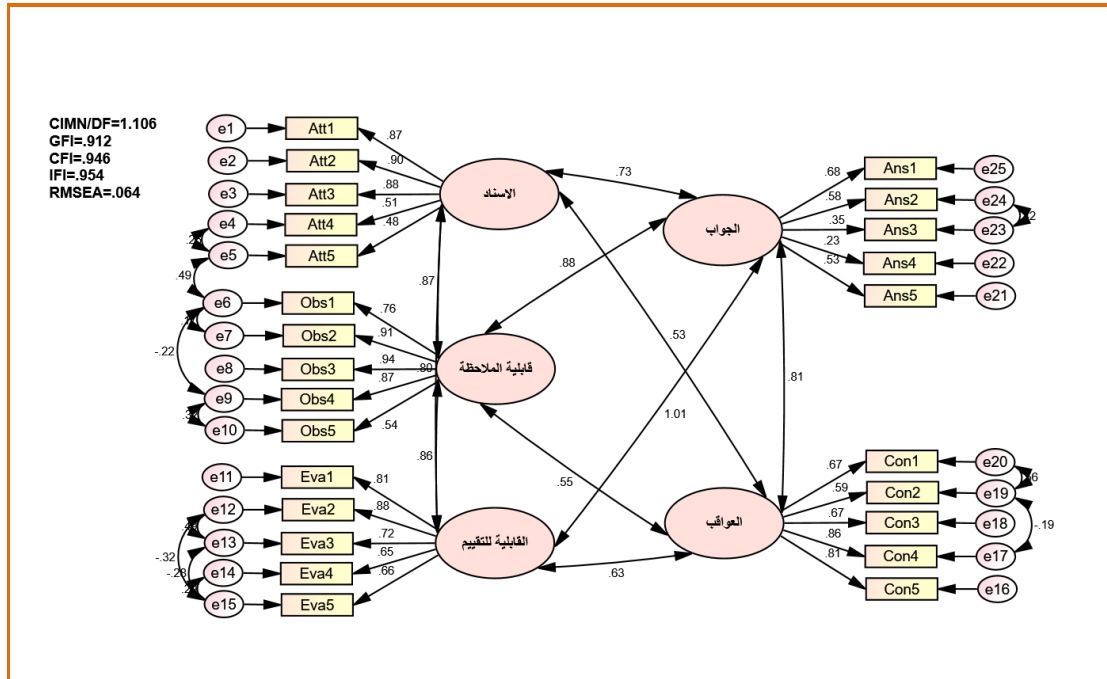 CIMN/DF=1.106
GFI=.912
CFI=.946
IFI=.954
RMSEA=.064
e1
Att1
.87
e2
Att2
.90
e3
Att3
.88
e4
Att4
.51
e5
Att5
.48
.49
e6
Obs1
.76
e7
Obs2
.91
e8
Obs3
.94
-.22
e9
Obs4
.87
e10
Obs5
.54
e11
Eva1
.81
e12
Eva2
.88
e13
Eva3
.72
-.32
e14
Eva4
.65
e15
Eva5
.66
الاسناد
قابلية الملاحظة
القابلية للتقييم
.87
.80
.86
.73
.88
.53
1.01
.55
.63
.81
الجواب
العواقب
.68
Ans1
e25
.58
Ans2
e24
.35
Ans3
e23
.23
Ans4
e22
.53
Ans5
e21
.67
Con1
e20
.59
Con2
e19
.67
Con3
e18
-.19
.86
Con4
e17
.81
Con5
e16